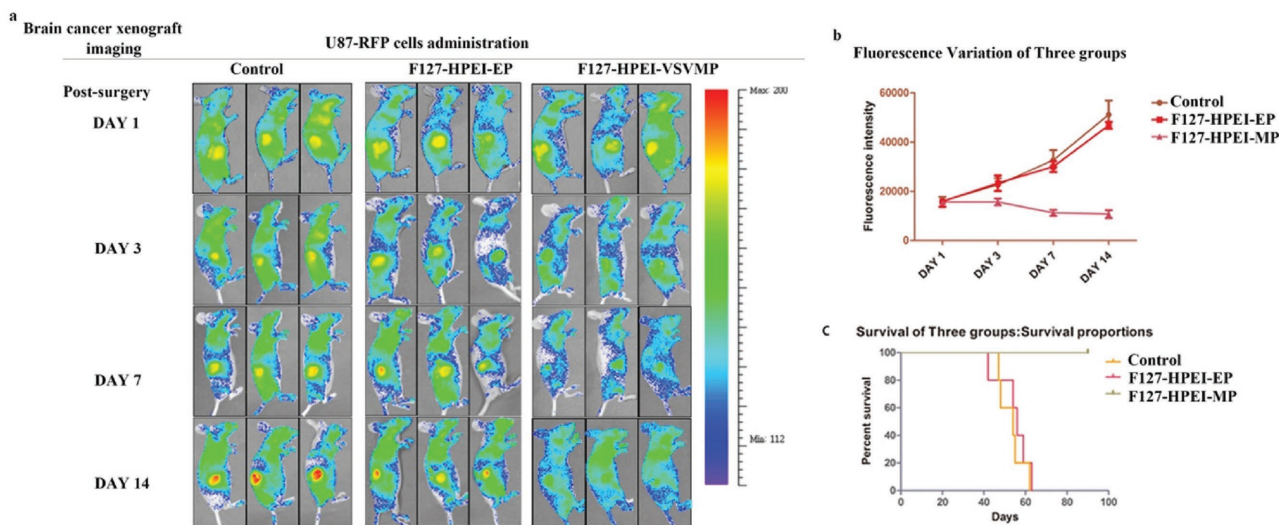 a
Brain cancer xenograft
imaging
U87-RFP cells administration
Control
F127-HPEI-EP
F127-HPEI-VSVMP
Post-surgery
DAY 1
DAY 3
DAY 7
DAY 14
Max: 200
Min: 112
b
Fluorescence Variation of Three groups
Fluorescence intensity
60000
40000
20000
0
DAY 1
DAY 3
DAY 7
DAY 14
Control
F127-HPEI-EP
F127-HPEI-MP
C
Survival of Three groups:Survival proportions
Percent survival
100
80
60
40
20
0
0
20
40
60
80
100
Days
Control
F127-HPEI-EP
F127-HPEI-MP